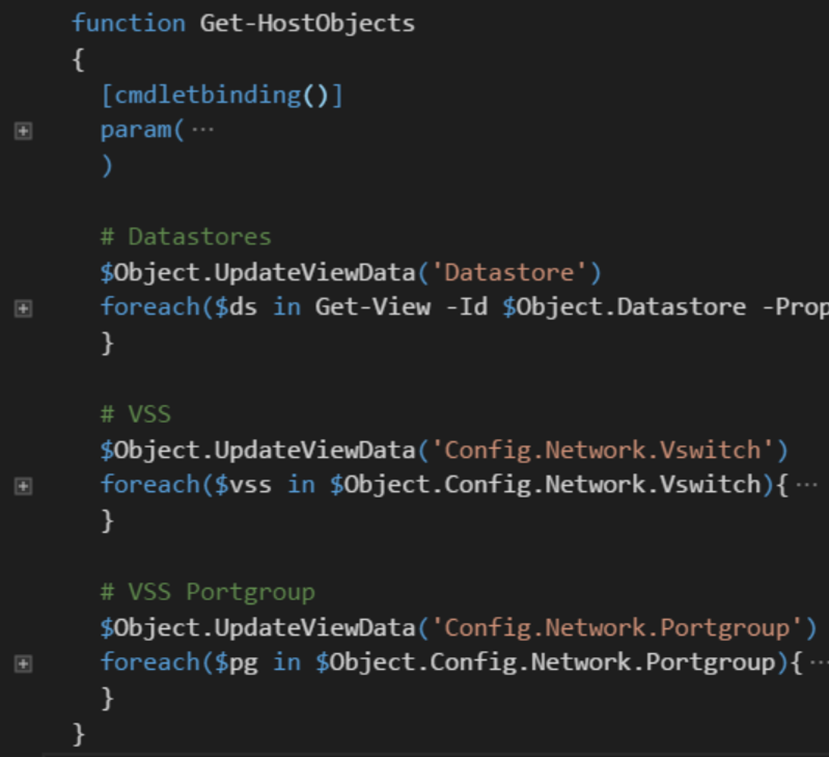 function Get-HostObjects
{
[cmdletbinding()]
param( ···
)
# Datastores
$Object.UpdateViewData('Datastore')
foreach($ds in Get-View -Id $Object.Datastore -Prop
}
# VSS
$Object.UpdateViewData('Config.Network.Vswitch')
foreach($vss in $Object.Config.Network.Vswitch){ ···
}
# VSS Portgroup
$Object.UpdateViewData('Config.Network.Portgroup')
foreach($pg in $Object.Config.Network.Portgroup){ ···
}
}